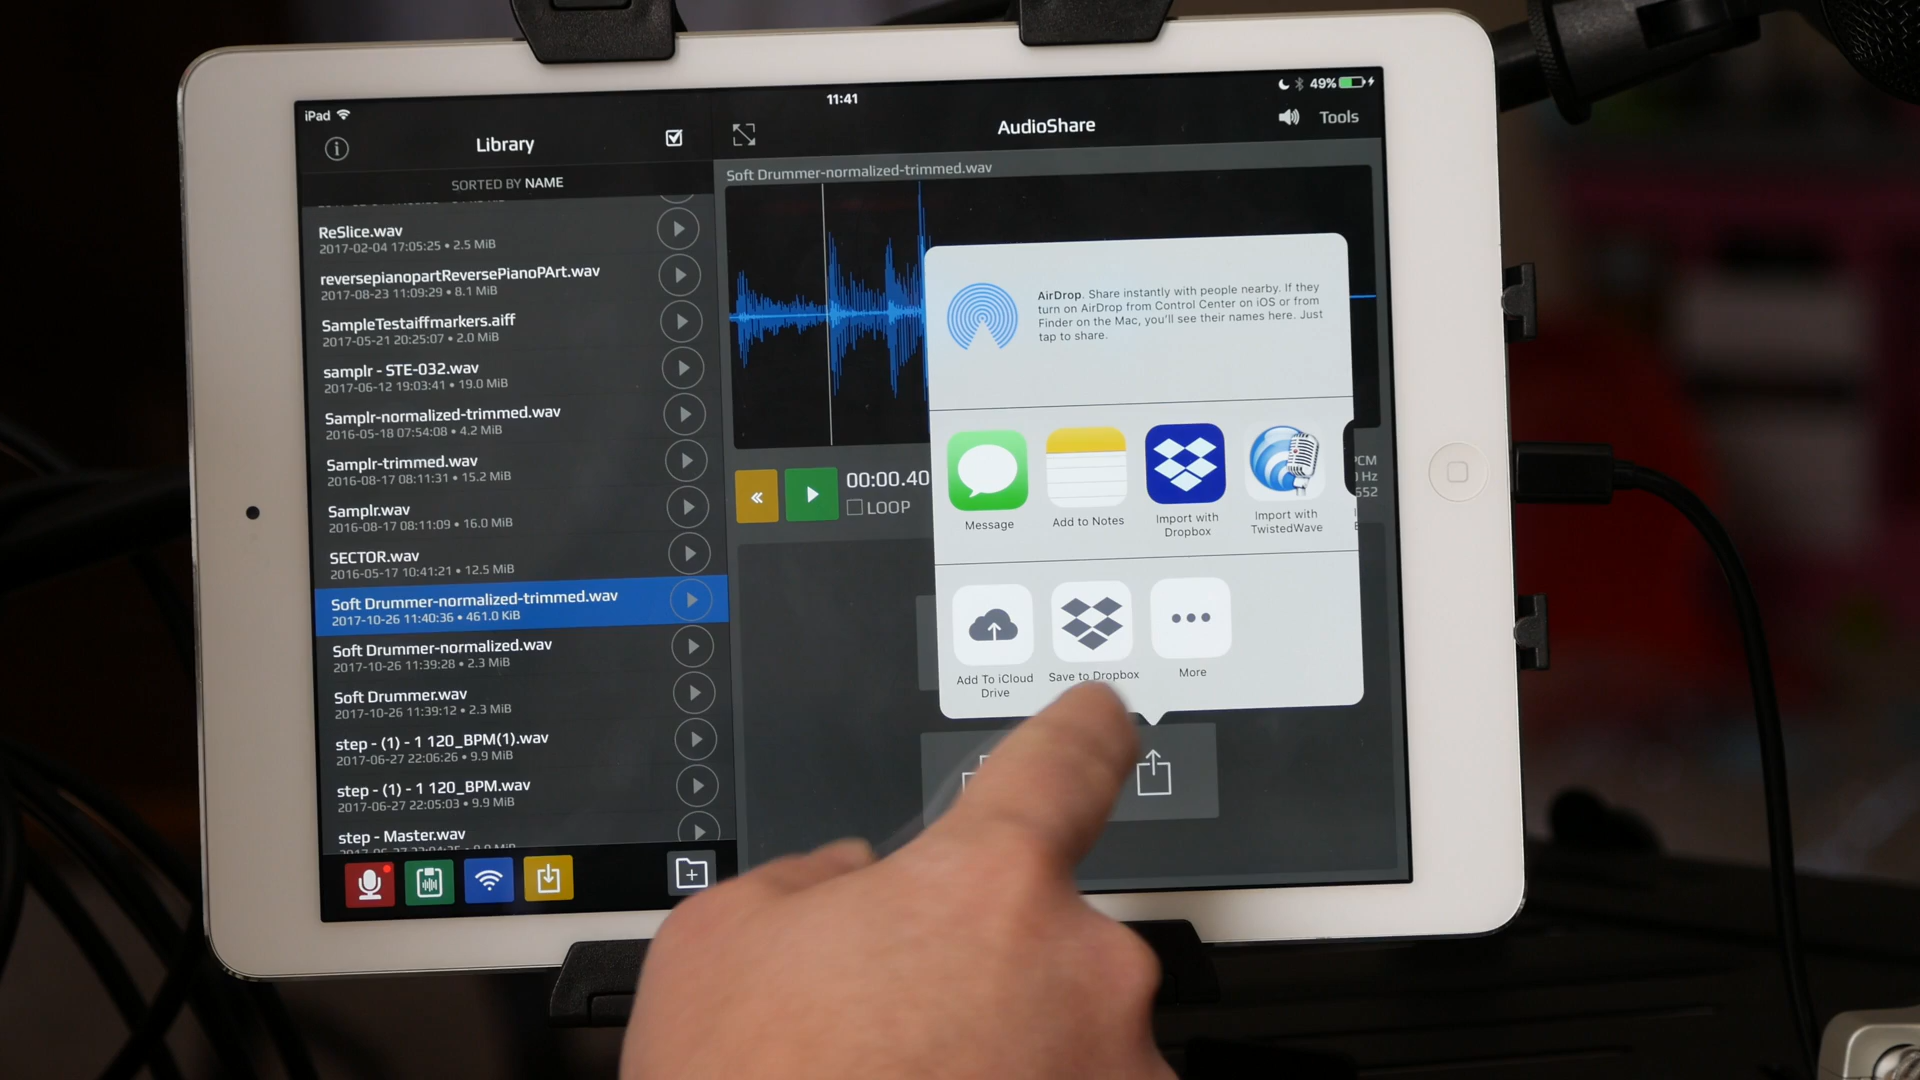 iPad
11:41
49%
Library
AudioShare
Tools
SORTED BY NAME
ReSlice.wav
2017-02-04 17:05:25 • 2.5 MiB
reversepianopartReversePianoPArt.wav
2017-08-23 11:09:29 • 8.1 MiB
SampleTestaiffmarkers.aiff
2017-05-21 20:25:07 • 2.0 MiB
samplr - STE-032.wav
2017-06-12 19:03:41 • 19.0 MiB
Samplr-normalized-trimmed.wav
2016-05-18 07:54:08 • 4.2 MiB
Samplr-trimmed.wav
2016-08-17 08:11:31 • 15.2 MiB
Samplr.wav
2016-08-17 08:11:09 • 16.0 MiB
SECTOR.wav
2016-05-17 10:41:21 • 12.5 MiB
Soft Drummer-normalized-trimmed.wav
2017-10-26 11:40:36 • 461.0 KiB
Soft Drummer-normalized.wav
2017-10-26 11:39:28 • 2.3 MiB
Soft Drummer.wav
2017-10-26 11:39:12 • 2.3 MiB
step - (1) - 1 120_BPM(1).wav
2017-06-27 22:06:26 • 9.9 MiB
step - (1) - 1 120_BPM.wav
2017-06-27 22:05:03 • 9.9 MiB
step - Master.wav
Soft Drummer-normalized-trimmed.wav
AirDrop. Share instantly with people nearby. If they
turn on AirDrop from Control Center on iOS or from
Finder on the Mac, you'll see their names here. Just
tap to share.
Message
Add to Notes
Import with
Dropbox
Import with
TwistedWave
PCM
Hz
552
00:00.40
LOOP
Add To iCloud
Drive
Save to Dropbox
More